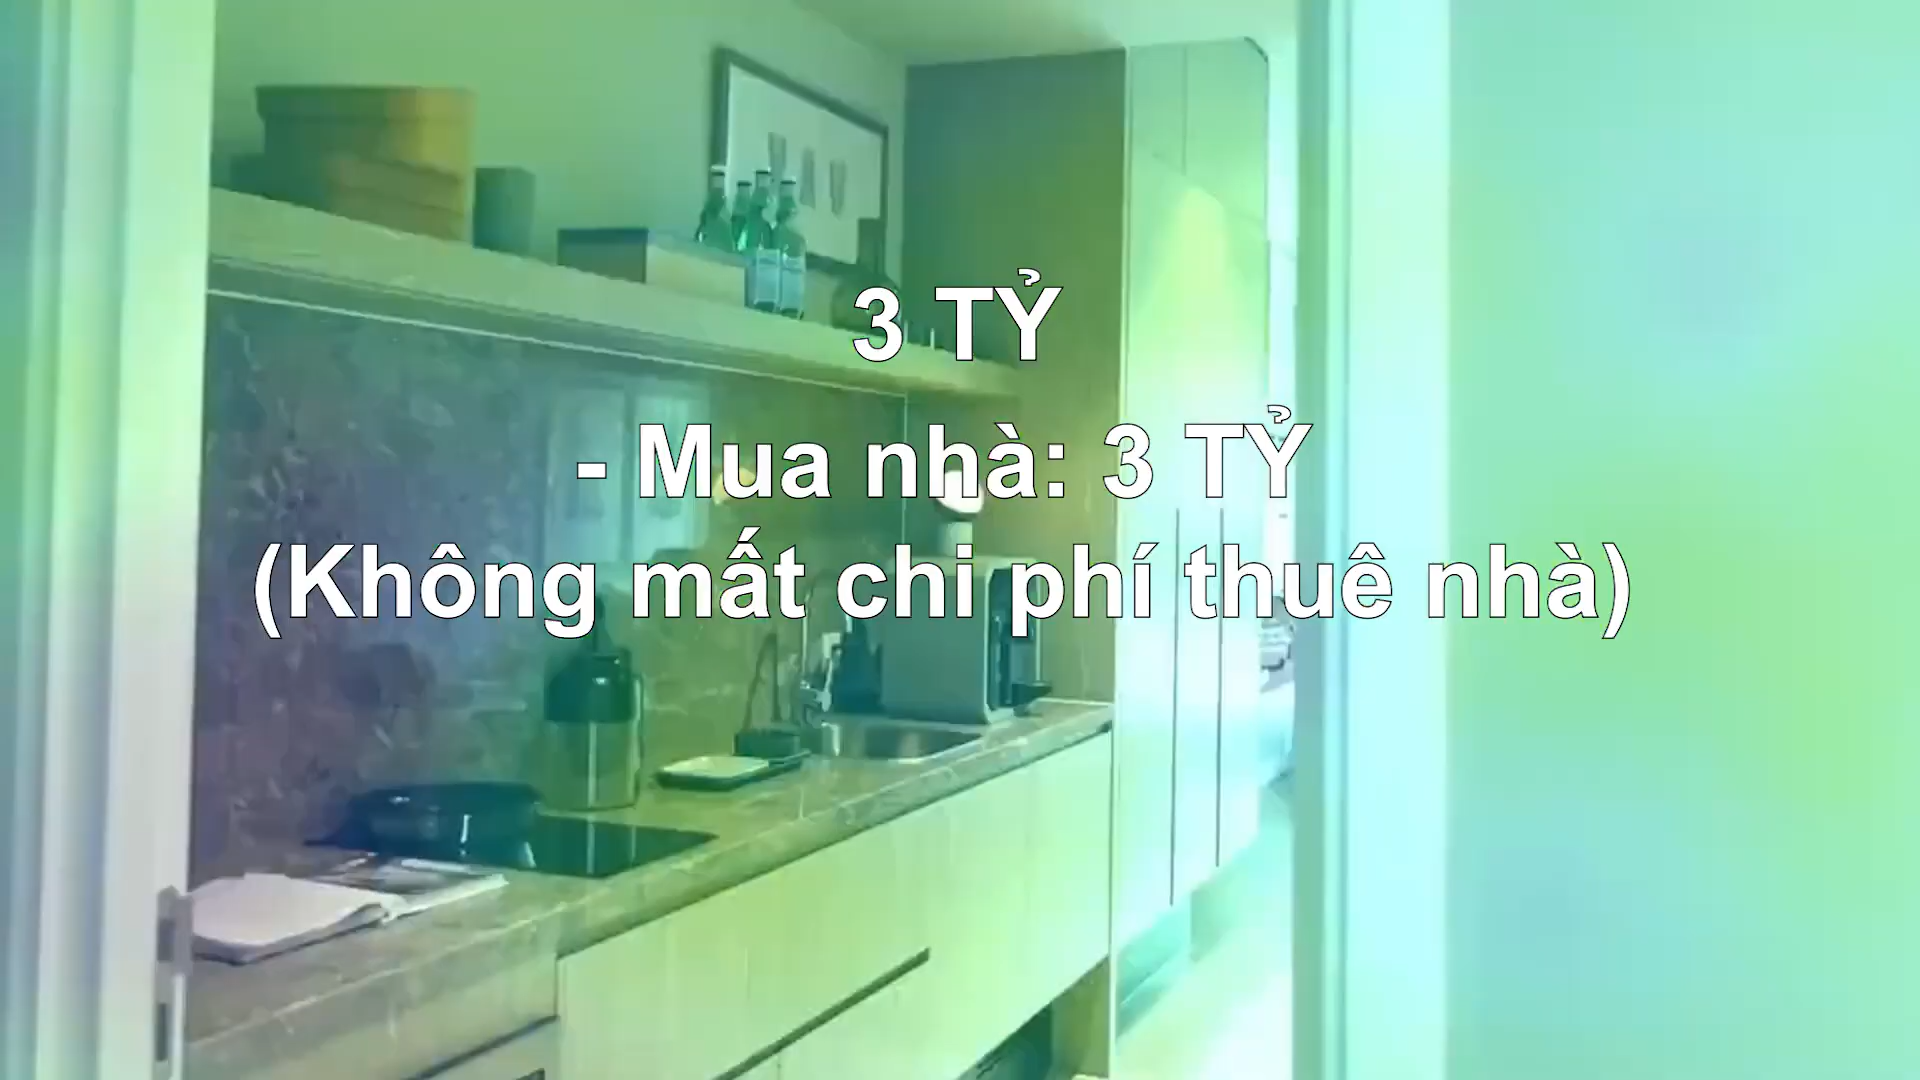 3 TỶ
- Mua nhà: 3 TỶ
(Không mất chi phí thuê nhà)